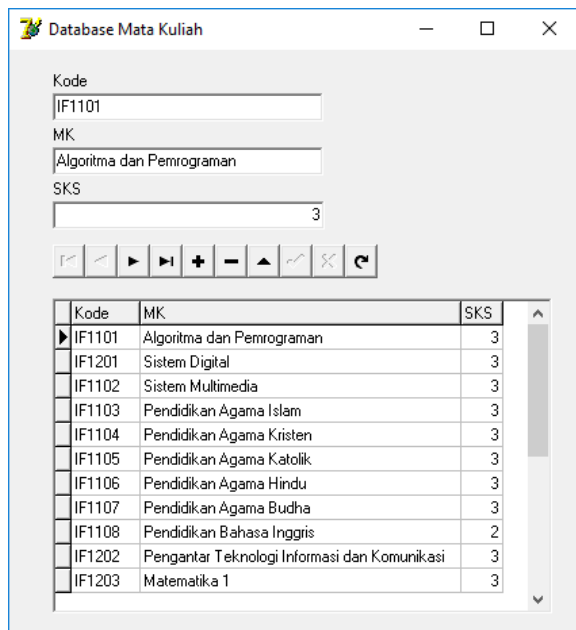 Database Mata Kuliah
Kode
IF1101
MK
Algoritma dan Pemrograman
SKS
3
Kode MK SKS
IF1101 Algoritma dan Pemrograman 3
IF1201 Sistem Digital 3
IF1102 Sistem Multimedia 3
IF1103 Pendidikan Agama Islam 3
IF1104 Pendidikan Agama Kristen 3
IF1105 Pendidikan Agama Katolik 3
IF1106 Pendidikan Agama Hindu 3
IF1107 Pendidikan Agama Budha 3
IF1108 Pendidikan Bahasa Inggris 2
IF1202 Pengantar Teknologi Informasi dan Komunikasi 3
IF1203 Matematika 1 3